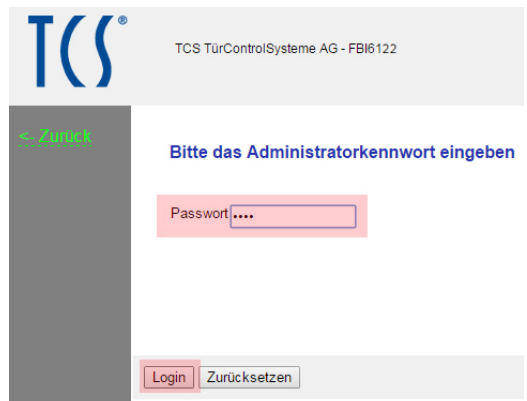 TCS®
TCS TürControlSysteme AG - FBI6122
<- Zurück
Bitte das Administratorkennwort eingeben
Passwort ••••
Login Zurücksetzen